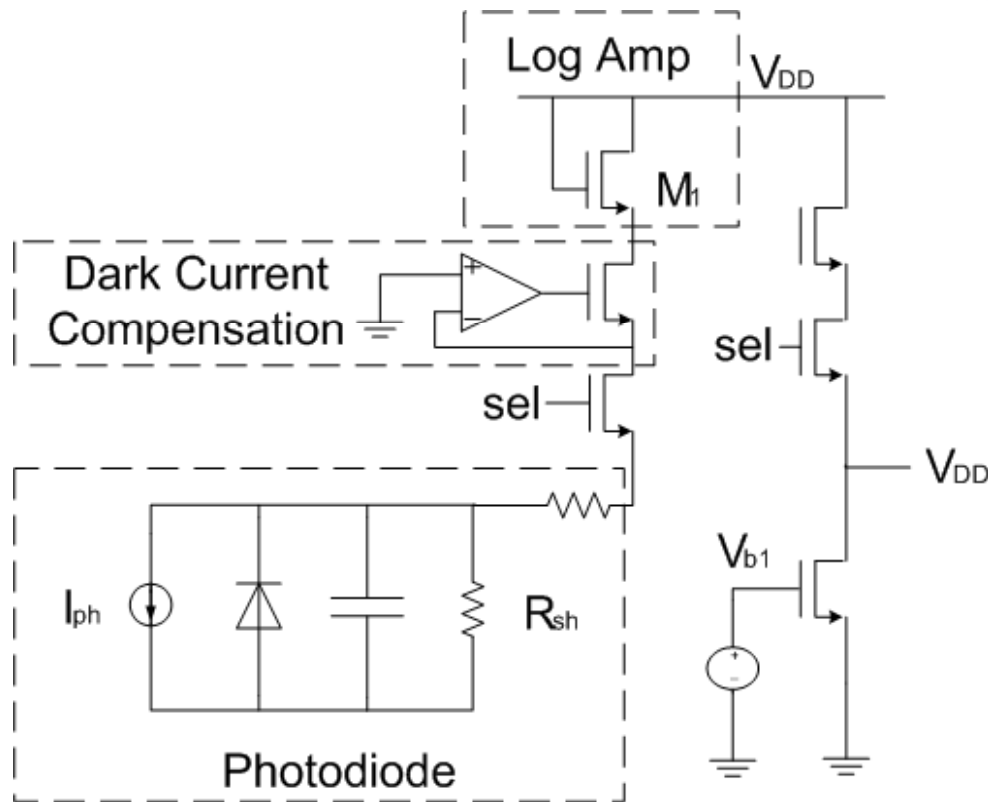 Log Amp
VDD
M1
Dark Current
Compensation
+
−
sel
sel
VDD
Vb1
Iph
Rsh
+
−
Photodiode